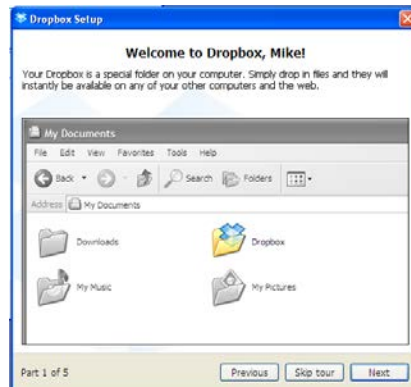 Dropbox Setup
Welcome to Dropbox, Mike!
Your Dropbox is a special folder on your computer. Simply drop in files and they will
instantly be available on any of your other computers and the web.
My Documents
File Edit View Favorites Tools Help
Back Search Folders
Address My Documents
Downloads Dropbox
My Music My Pictures
Part 1 of 5 Previous Skip tour Next